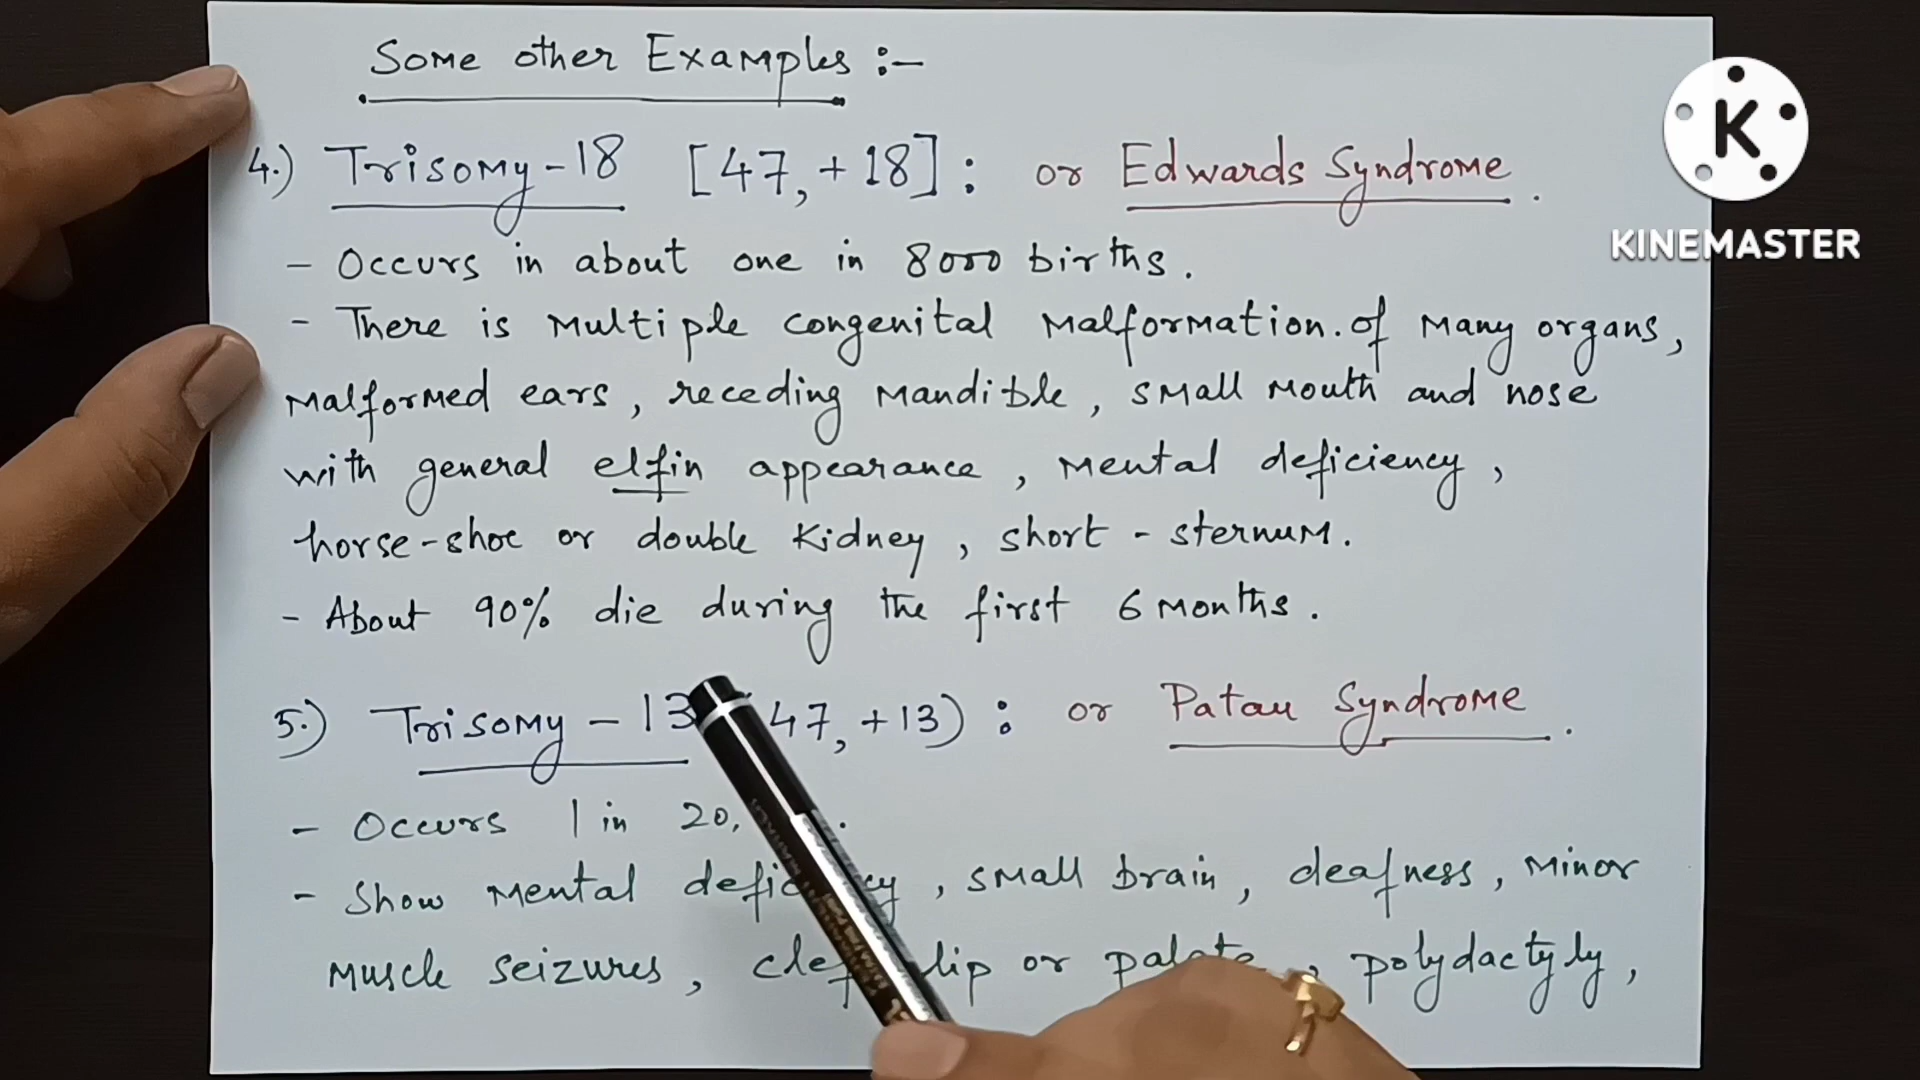 Some other Examples :-
4.) Trisomy-18 [47, +18] : or Edwards Syndrome.
- Occurs in about one in 8000 births.
- There is multiple congenital malformation. of many organs,
malformed ears, receding mandible, small mouth and nose
with general elfin appearance, mental deficiency,
horse-shoe or double kidney, short-sternum.
- About 90% die during the first 6 months.
5.) Trisomy-13 47, +13) : or Patau Syndrome.
- Occurs 1 in 20,
- Show mental , small brain, deafness, minor
muscle seizures, lip or palate, polydactyly,
K
KINEMASTER